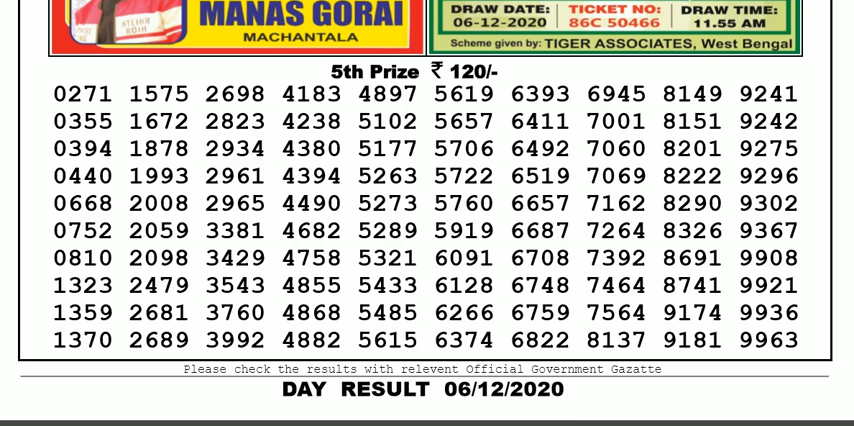 MANAS GORAI
MACHANTALA
DRAW DATE: TICKET NO: DRAW TIME:
06-12-2020 86C 50466 11.55 AM
Scheme given by: TIGER ASSOCIATES, West Bengal
5th Prize ₹ 120/-
0271 1575 2698 4183 4897 5619 6393 6945 8149 9241
0355 1672 2823 4238 5102 5657 6411 7001 8151 9242
0394 1878 2934 4380 5177 5706 6492 7060 8201 9275
0440 1993 2961 4394 5263 5722 6519 7069 8222 9296
0668 2008 2965 4490 5273 5760 6657 7162 8290 9302
0752 2059 3381 4682 5289 5919 6687 7264 8326 9367
0810 2098 3429 4758 5321 6091 6708 7392 8691 9908
1323 2479 3543 4855 5433 6128 6748 7464 8741 9921
1359 2681 3760 4868 5485 6266 6759 7564 9174 9936
1370 2689 3992 4882 5615 6374 6822 8137 9181 9963
Please check the results with relevent Official Government Gazatte
DAY RESULT 06/12/2020